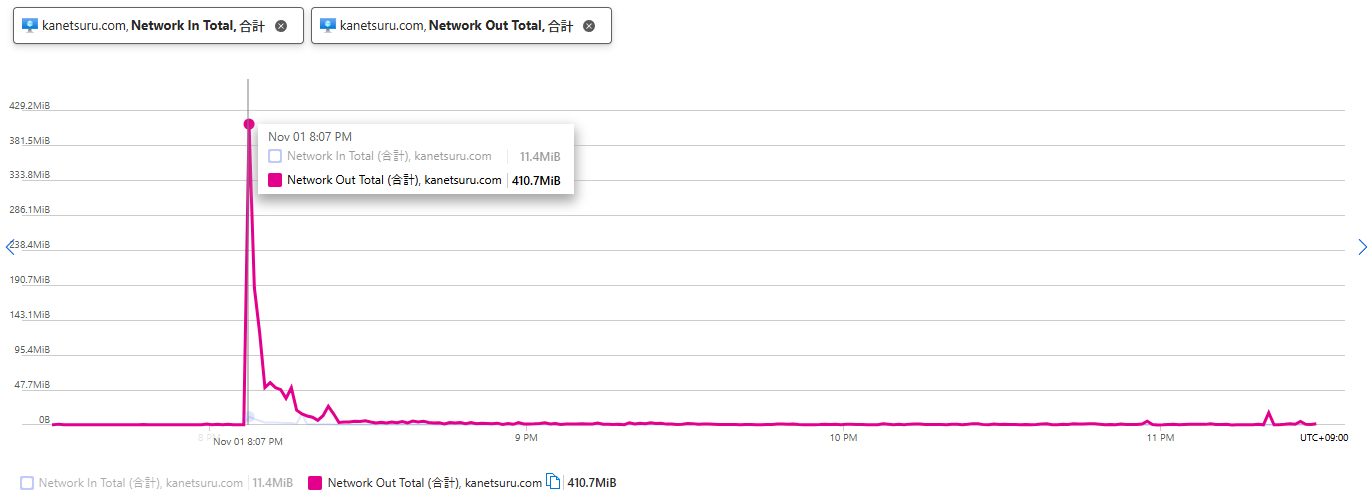 kanetsuru.com, Network In Total, 合計
kanetsuru.com, Network Out Total, 合計
429.2MiB
381.5MiB
333.8MiB
286.1MiB
238.4MiB
190.7MiB
143.1MiB
95.4MiB
47.7MiB
0B
Nov 01 8:07 PM
Network In Total (合計), kanetsuru.com 11.4MiB
Network Out Total (合計), kanetsuru.com 410.7MiB
8 P
Nov 01 8:07 PM
9 PM
10 PM
11 PM
UTC+09:00
Network In Total (合計), kanetsuru.com 11.4MiB
Network Out Total (合計), kanetsuru.com 410.7MiB